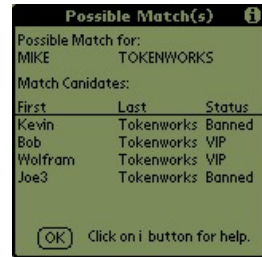 Possible Match(s) i
Possible Match for:
MIKE TOKENWORKS
Match Canidates:
First Last Status
Kevin Tokenworks Banned
Bob Tokenworks VIP
Wolfram Tokenworks VIP
Joe3 Tokenworks Banned
OK Click on i button for help.